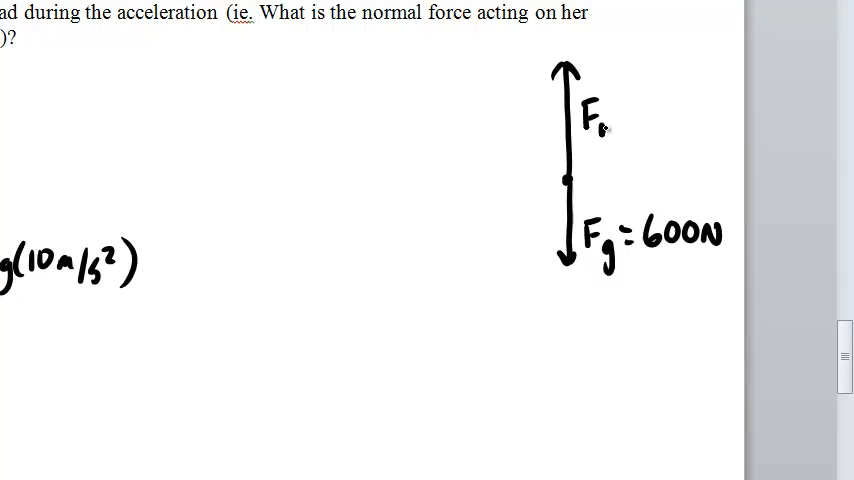 ad during the acceleration (ie. What is the normal force acting on her
)?
F
Fg = 600N
g(10m/s²)